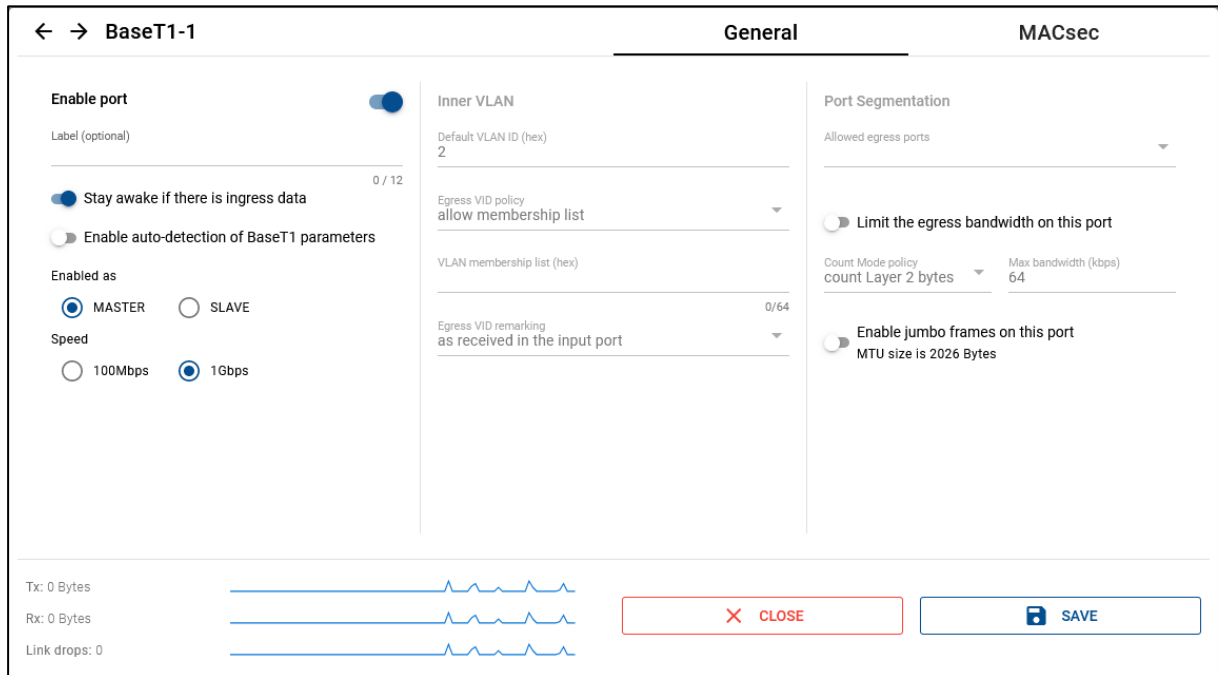 BaseT1-1
General
MACsec
Enable port
Label (optional)
0 / 12
Stay awake if there is ingress data
Enable auto-detection of BaseT1 parameters
Enabled as
MASTER
SLAVE
Speed
100Mbps
1Gbps
Inner VLAN
Default VLAN ID (hex)
2
Egress VID policy
allow membership list
VLAN membership list (hex)
0/64
Egress VID remarking
as received in the input port
Port Segmentation
Allowed egress ports
Limit the egress bandwidth on this port
Count Mode policy
count Layer 2 bytes
Max bandwidth (kbps)
64
Enable jumbo frames on this port
MTU size is 2026 Bytes
Tx: 0 Bytes
Rx: 0 Bytes
Link drops: 0
CLOSE
SAVE